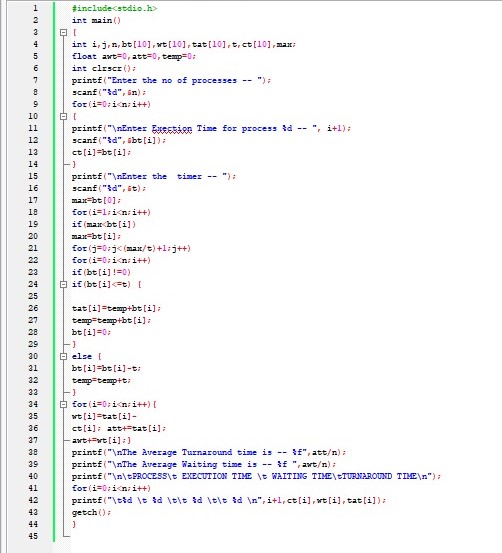 1 #include<stdio.h>
2 int main()
3 {
4 int i,j,n,bt[10],wt[10],tat[10],t,ct[10],max;
5 float awt=0,att=0,temp=0;
6 int clrscr();
7 printf("Enter the no of processes -- ");
8 scanf("%d",&n);
9 for(i=0;i<n;i++)
10 {
11 printf("\nEnter Exection Time for process %d -- ", i+1);
12 scanf("%d",&bt[i]);
13 ct[i]=bt[i];
14 }
15 printf("\nEnter the  timer -- ");
16 scanf("%d",&t);
17 max=bt[0];
18 for(i=1;i<n;i++)
19 if(max<bt[i])
20 max=bt[i];
21 for(j=0;j<(max/t)+1;j++)
22 for(i=0;i<n;i++)
23 if(bt[i]!=0)
24 if(bt[i]<=t) {
25
26 tat[i]=temp+bt[i];
27 temp=temp+bt[i];
28 bt[i]=0;
29 }
30 else {
31 bt[i]=bt[i]-t;
32 temp=temp+t;
33 }
34 for(i=0;i<n;i++){
35 wt[i]=tat[i]-
36 ct[i]; att+=tat[i];
37 awt+=wt[i];}
38 printf("\nThe Average Turnaround time is -- %f",att/n);
39 printf("\nThe Average Waiting time is -- %f ",awt/n);
40 printf("\n\tPROCESS\t EXECUTION TIME \t WAITING TIME\tTURNAROUND TIME\n");
41 for(i=0;i<n;i++)
42 printf("\t%d \t %d \t\t %d \t\t %d \n",i+1,ct[i],wt[i],tat[i]);
43 getch();
44 }
45